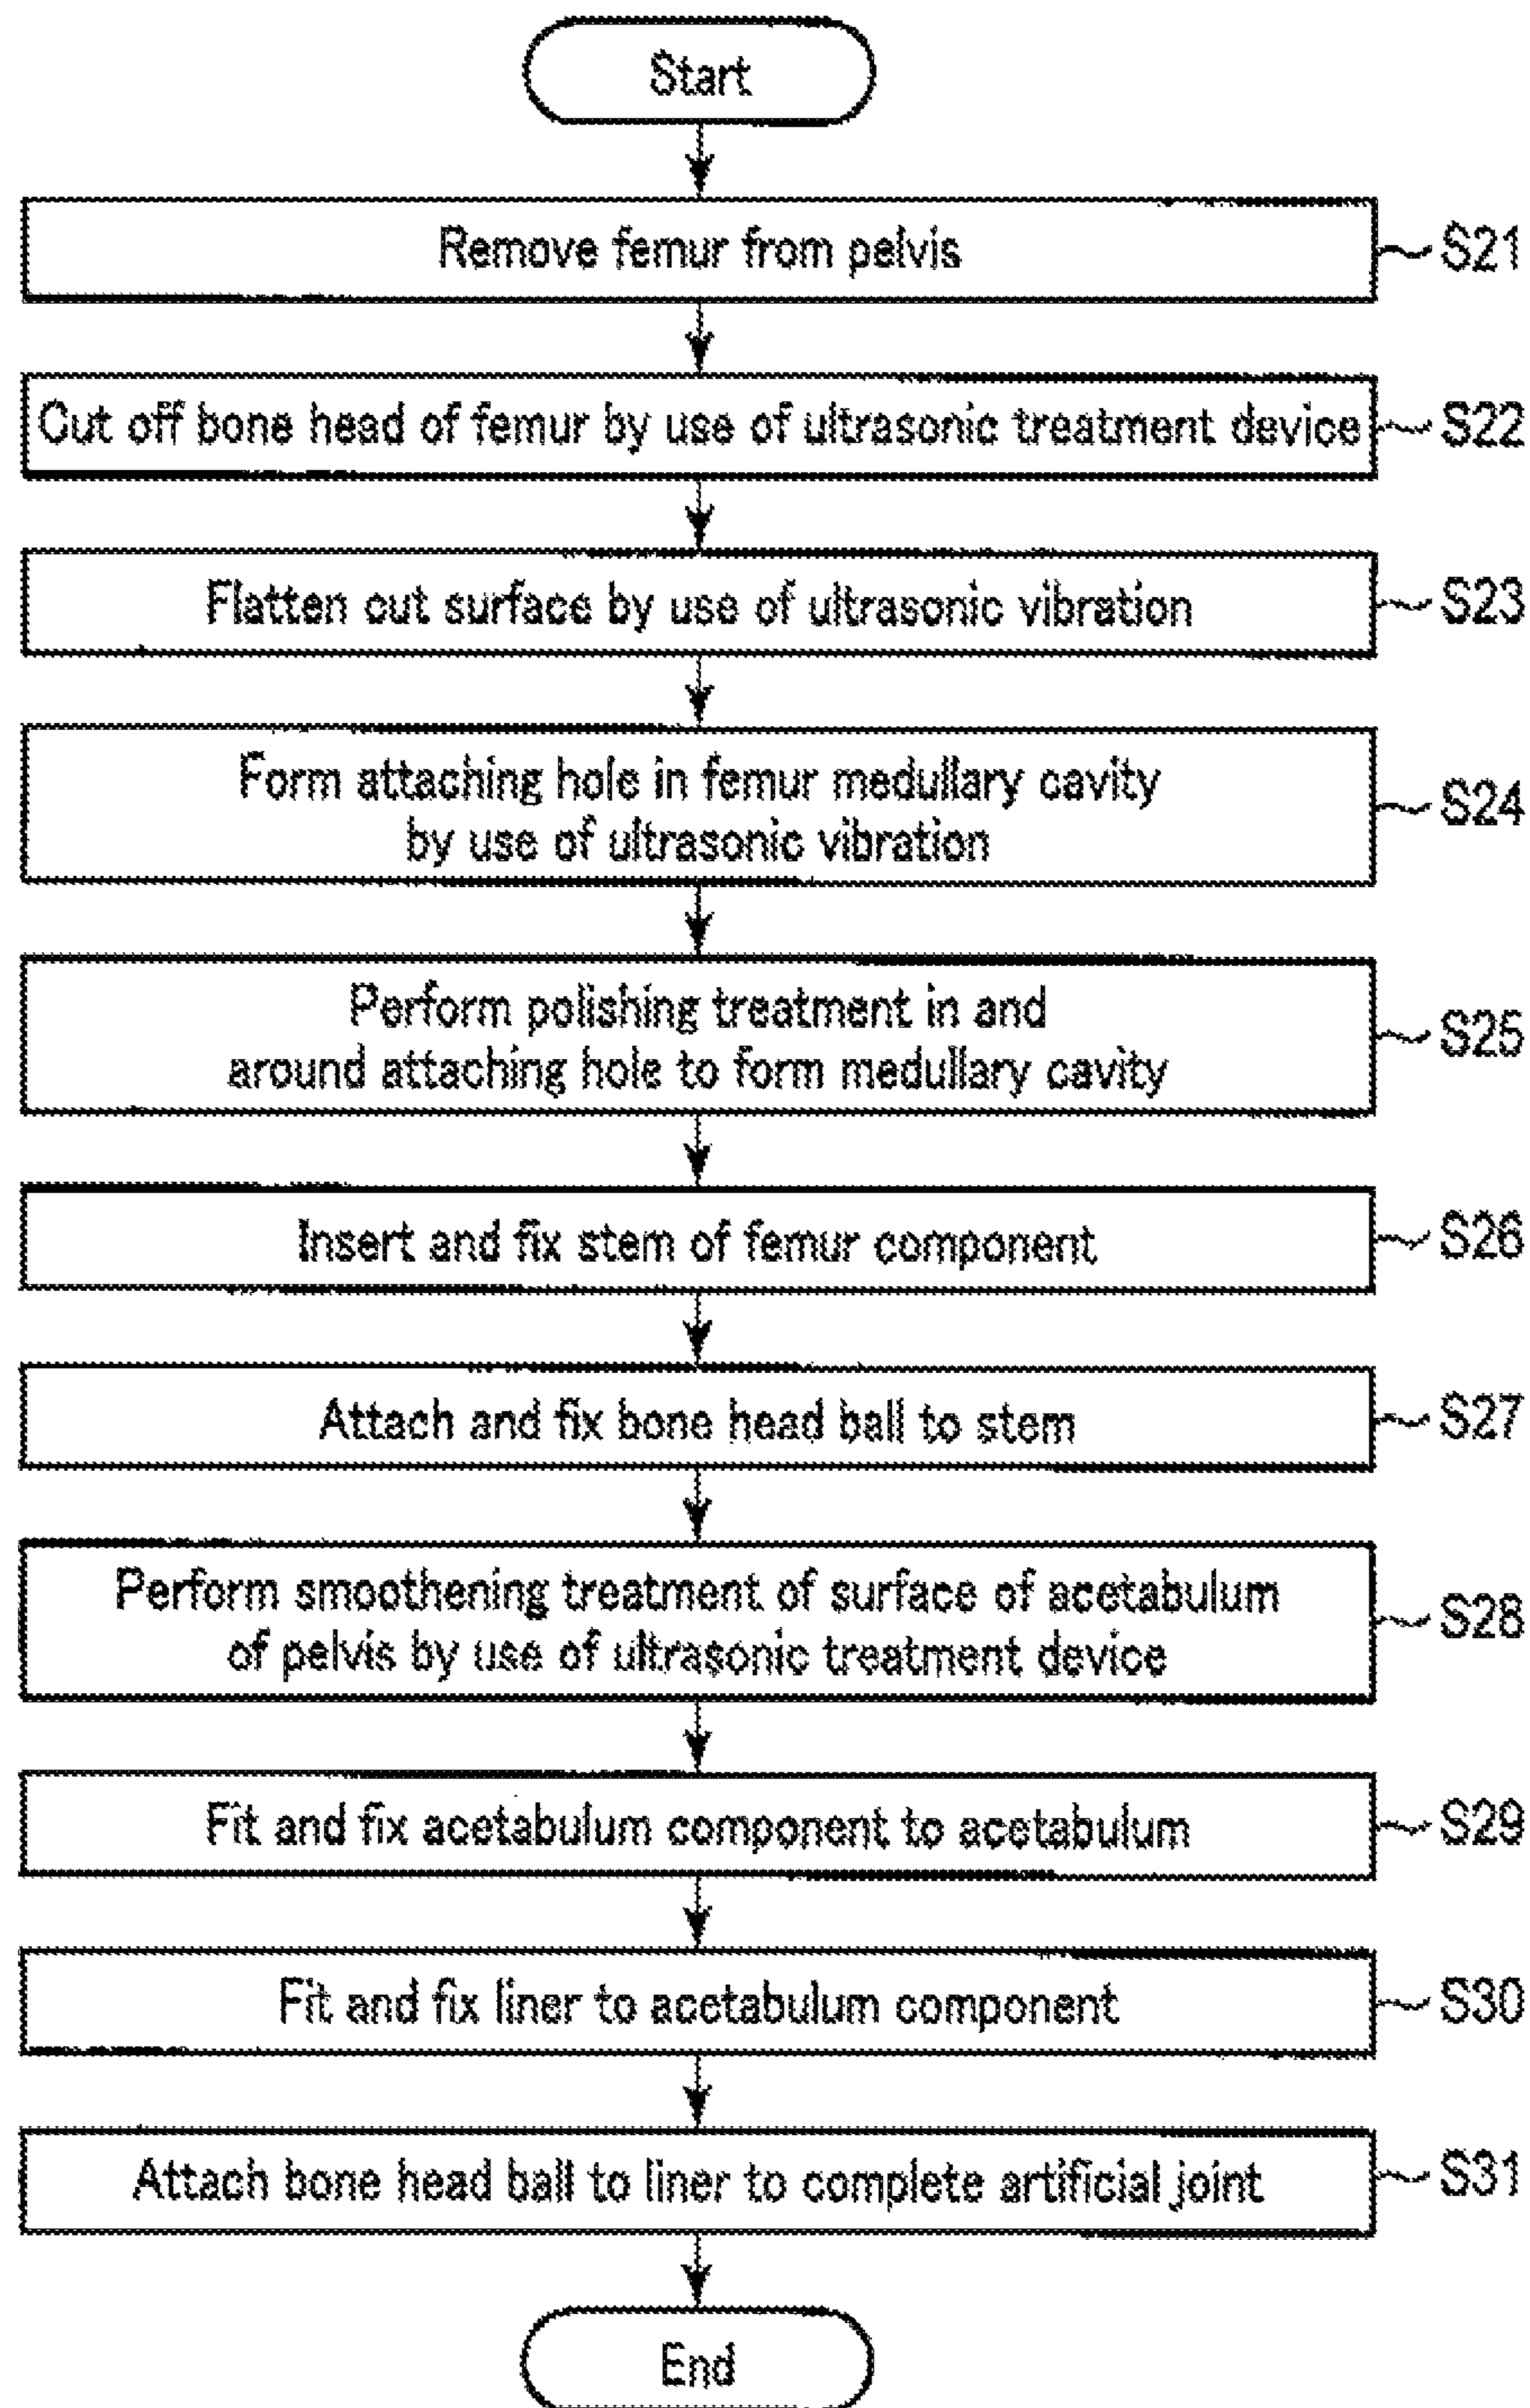 Start
Remove femur from pelvis
S21
Cut off bone head of femur by use of ultrasonic treatment device
S22
Flatten cut surface by use of ultrasonic vibration
S23
Form attaching hole in femur medullary cavity
by use of ultrasonic vibration
S24
Perform polishing treatment in and
around attaching hole to form medullary cavity
S25
Insert and fix stem of femur component
S26
Attach and fix bone head ball to stem
S27
Perform smoothening treatment of surface of acetabulum
of pelvis by use of ultrasonic treatment device
S28
Fit and fix acetabulum component to acetabulum
S29
Fit and fix liner to acetabulum component
S30
Attach bone head ball to liner to complete artificial joint
S31
End